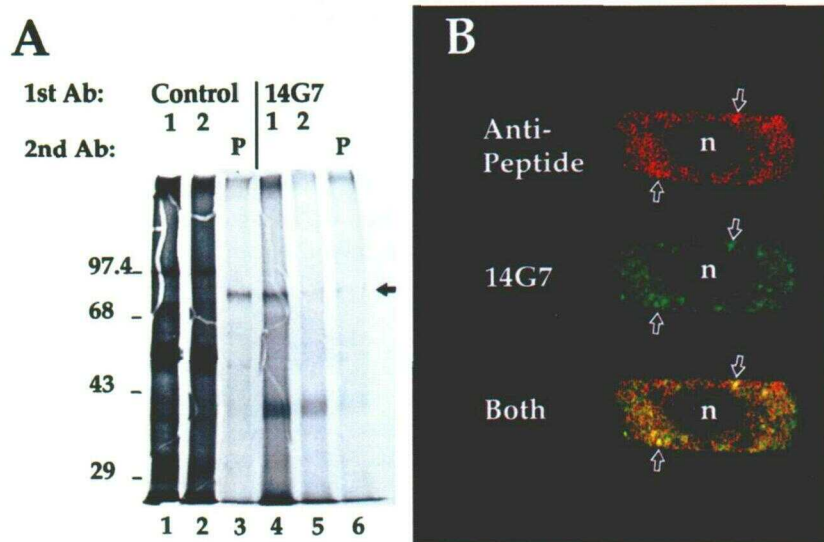 A
1st Ab: Control 14G7
1 2 1 2
2nd Ab: P P
97.4
68
43
29
1 2 3 4 5 6
B
Anti-
Peptide
n
14G7
n
Both
n